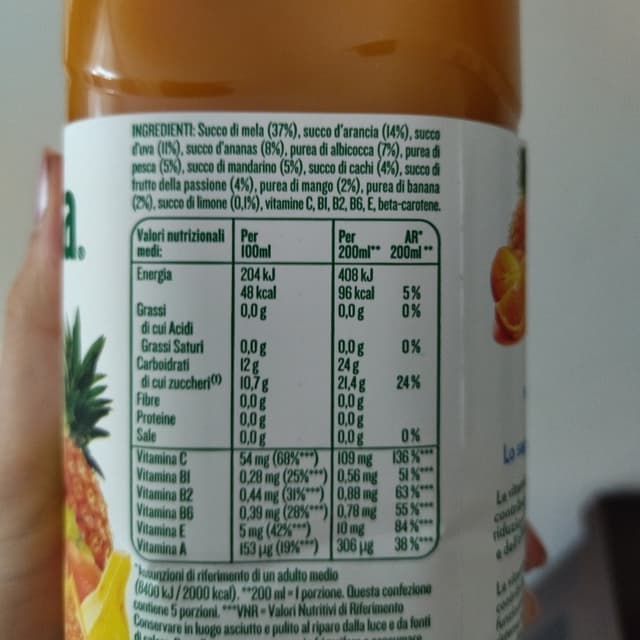 a®
INGREDIENTI: Succo di mela (37%), succo d'arancia (14%), succo
d'uva (11%), succo d'ananas (8%), purea di albicocca (7%), purea di
pesca (5%), succo di mandarino (5%), succo di cachi (4%), succo di
frutto della passione (4%), purea di mango (2%), purea di banana
(2%), succo di limone (0,1%), vitamine C, B1, B2, B6, E, beta-carotene.
Valori nutrizionali medi: Per 100ml Per 200ml** AR* 200ml**
Energia 204 kJ 408 kJ
48 kcal 96 kcal 5%
Grassi 0,0 g 0,0 g 0%
di cui Acidi
Grassi Saturi 0,0 g 0,0 g 0%
Carboidrati 12 g 24 g
di cui zuccheri(1) 10,7 g 21,4 g 24%
Fibre 0,0 g 0,0 g
Proteine 0,0 g 0,0 g
Sale 0,0 g 0,0 g 0%
Vitamina C 54 mg (68%***) 109 mg 136 %***
Vitamina B1 0,28 mg (25%***) 0,56 mg 51 %***
Vitamina B2 0,44 mg (31%***) 0,88 mg 63 %***
Vitamina B6 0,39 mg (28%***) 0,78 mg 55 %***
Vitamina E 5 mg (42%***) 10 mg 84 %***
Vitamina A 153 µg (19%***) 306 µg 38 %***
*Assunzioni di riferimento di un adulto medio
(8400 kJ / 2000 kcal). **200 ml = 1 porzione. Questa confezione
contiene 5 porzioni. ***VNR = Valori Nutritivi di Riferimento
Conservare in luogo asciutto e pulito al riparo dalla luce e da fonti